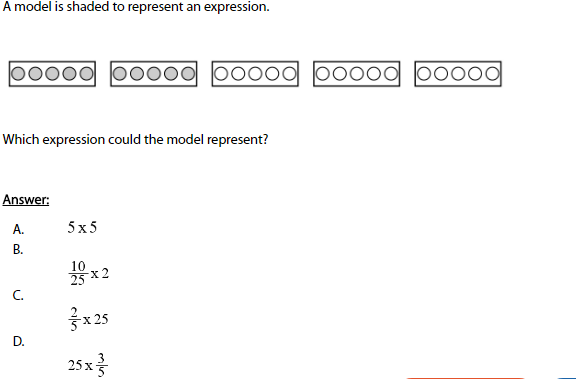 A model is shaded to represent an expression.
Which expression could the model represent?
Answer:
A. 5 x 5
B.
10/25 x 2
C.
2/5 x 25
D.
25 x 3/5